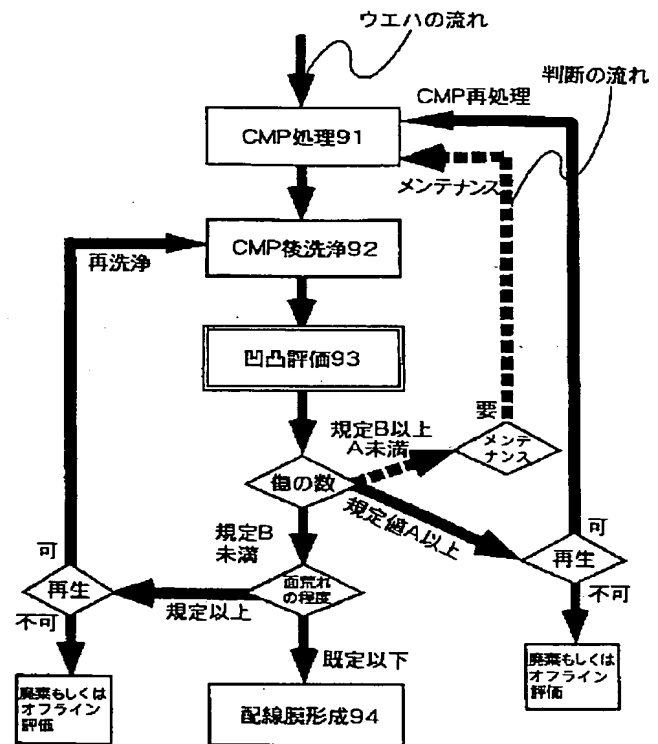 ウエハの流れ
判断の流れ
CMP再処理
CMP処理91
メンテナンス
CMP後洗浄92
再洗浄
凹凸評価93
要
規定B以上
A未満
メンテ
ナンス
傷の数
規定値A以上
規定B
未満
可
可
再生
面荒れ
の程度
再生
規定以上
不可
不可
既定以下
廃棄もしくは
オフライン
評価
廃棄もしくは
オフライン
評価
配線膜形成94